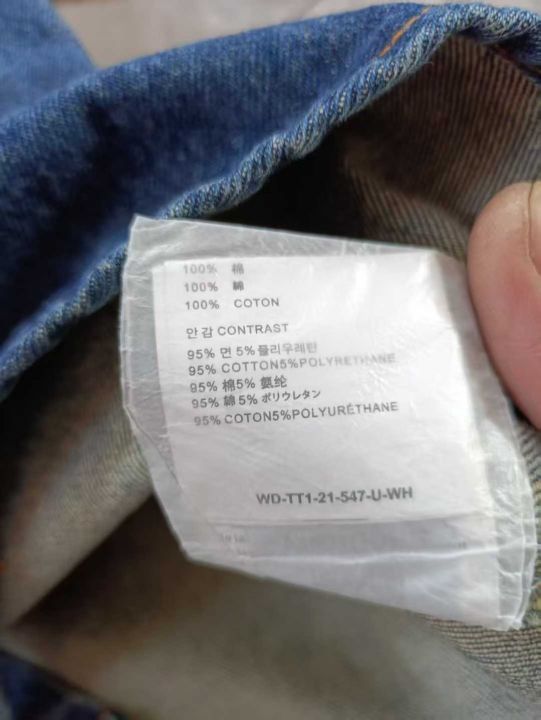 100% 棉
100% 綿
100% COTON
안감 CONTRAST
95% 면 5% 폴리우레탄
95% COTTON5%POLYRETHANE
95% 棉5% 氨纶
95% 綿 5% ポリウレタン
95% COTON5%POLYURÉTHANE
WD-TT1-21-547-U-WH